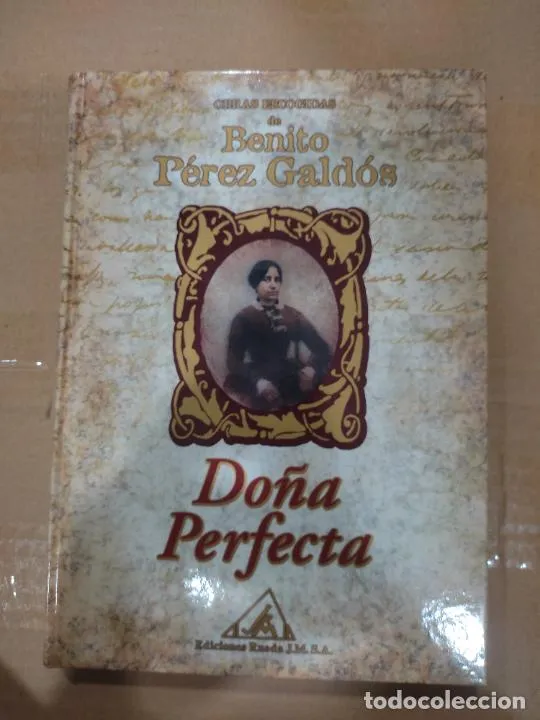 OBRAS ESCOGIDAS
de
Benito
Pérez Galdós
Doña
Perfecta
Ediciones Rueda J.M. S.A.
todocoleccion